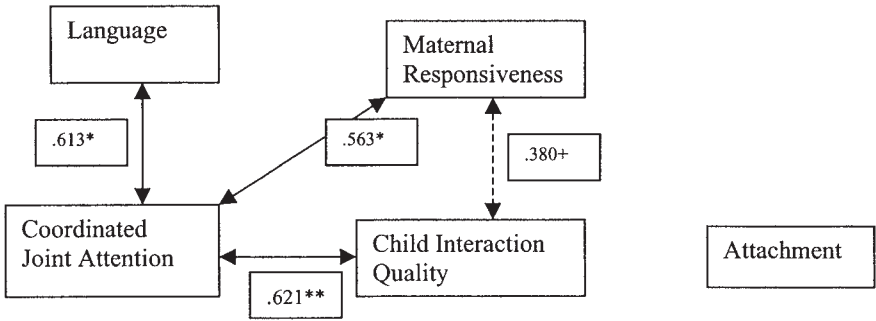 Language
Maternal
Responsiveness
.613*
.563*
.380+
Coordinated
Joint Attention
Child Interaction
Quality
Attachment
.621**